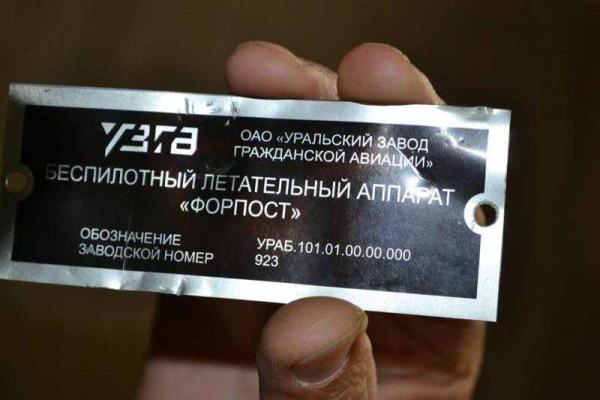 УЗГА
ОАО «УРАЛЬСКИЙ ЗАВОД
ГРАЖДАНСКОЙ АВИАЦИИ»
БЕСПИЛОТНЫЙ ЛЕТАТЕЛЬНЫЙ АППАРАТ
«ФОРПОСТ»
ОБОЗНАЧЕНИЕ УРАБ.101.01.00.00.000
ЗАВОДСКОЙ НОМЕР 923